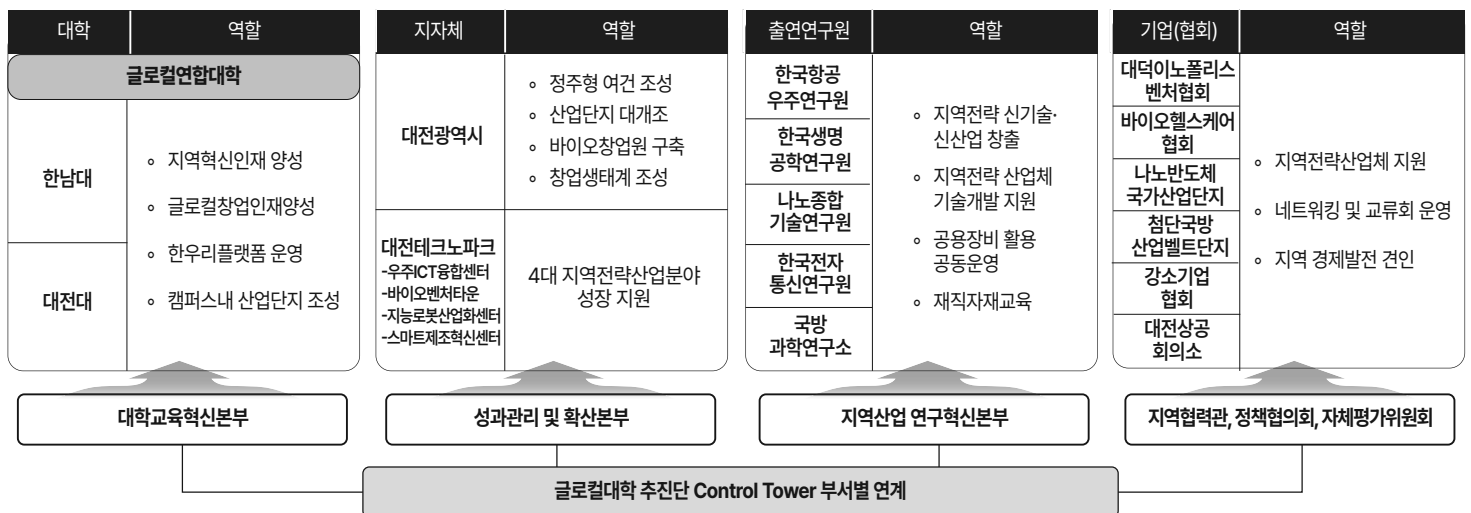 대학 역할
글로컬연합대학
한남대
대전대
◦ 지역혁신인재 양성
◦ 글로컬창업인재양성
◦ 한우리플랫폼 운영
◦ 캠퍼스내 산업단지 조성
지자체 역할
대전광역시
◦ 정주형 여건 조성
◦ 산업단지 대개조
◦ 바이오창업원 구축
◦ 창업생태계 조성
대전테크노파크
-우주ICT융합센터
-바이오벤처타운
-지능로봇산업화센터
-스마트제조혁신센터
4대 지역전략산업분야
성장 지원
출연연구원 역할
한국항공
우주연구원
한국생명
공학연구원
나노종합
기술연구원
한국전자
통신연구원
국방
과학연구소
◦ 지역전략 신기술·
신산업 창출
◦ 지역전략 산업체
기술개발 지원
◦ 공용장비 활용
공동운영
◦ 재직자재교육
기업(협회) 역할
대덕이노폴리스
벤처협회
바이오헬스케어
협회
나노반도체
국가산업단지
첨단국방
산업벨트단지
강소기업
협회
대전상공
회의소
◦ 지역전략산업체 지원
◦ 네트워킹 및 교류회 운영
◦ 지역 경제발전 견인
대학교육혁신본부
성과관리 및 확산본부
지역산업 연구혁신본부
지역협력관, 정책협의회, 자체평가위원회
글로컬대학 추진단 Control Tower 부서별 연계